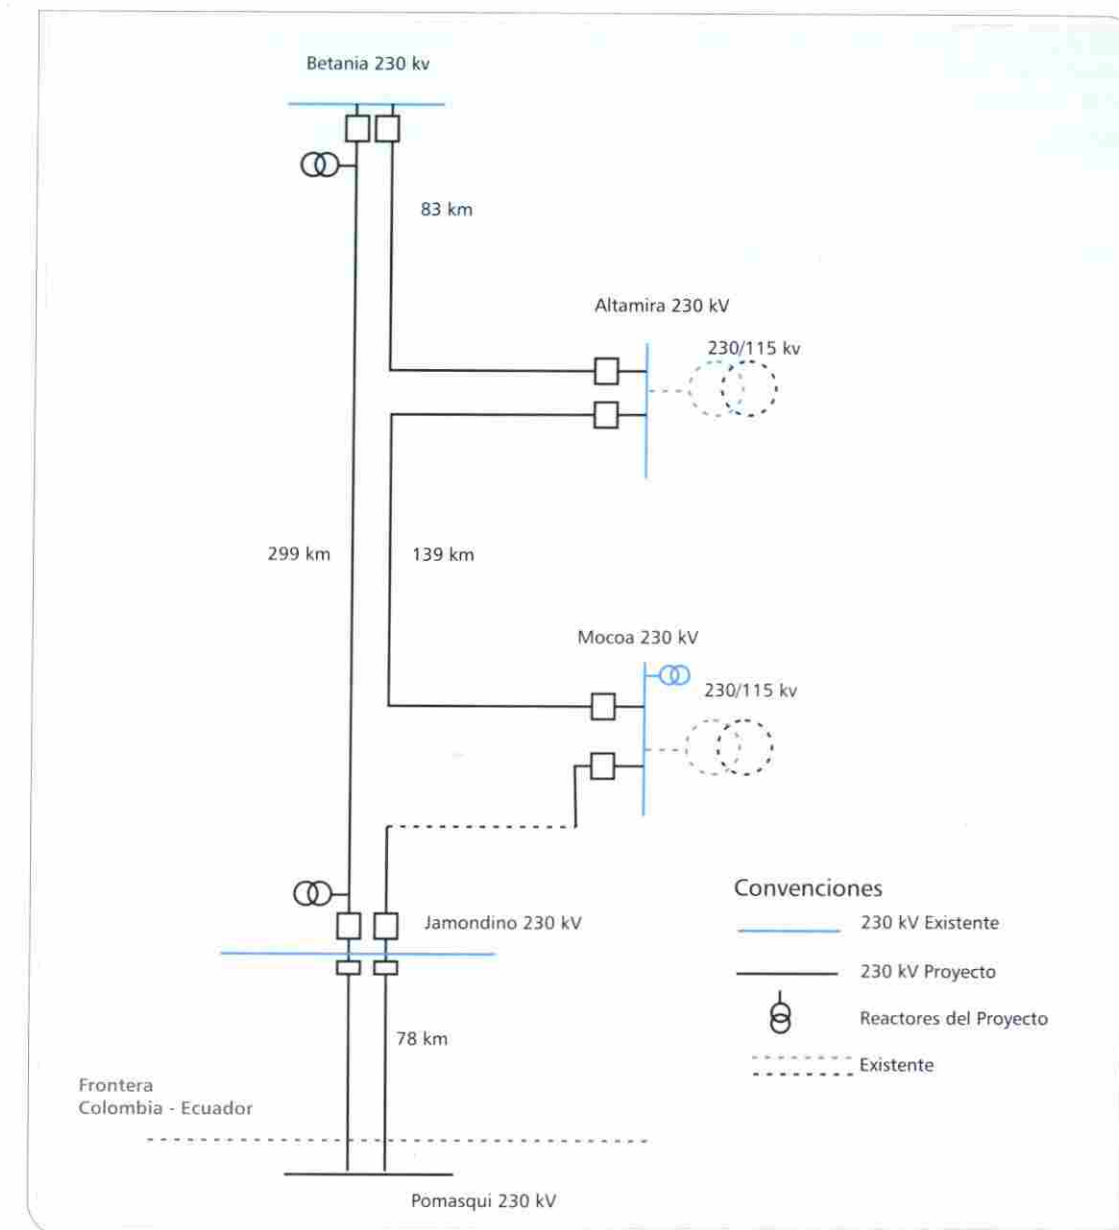 Betania 230 kv
83 km
Altamira 230 kV
230/115 kv
299 km
139 km
Mocoa 230 kV
230/115 kv
Jamondino 230 kV
78 km
Frontera
Colombia - Ecuador
Pomasqui 230 kV
Convenciones
230 kV Existente
230 kV Proyecto
Reactores del Proyecto
Existente